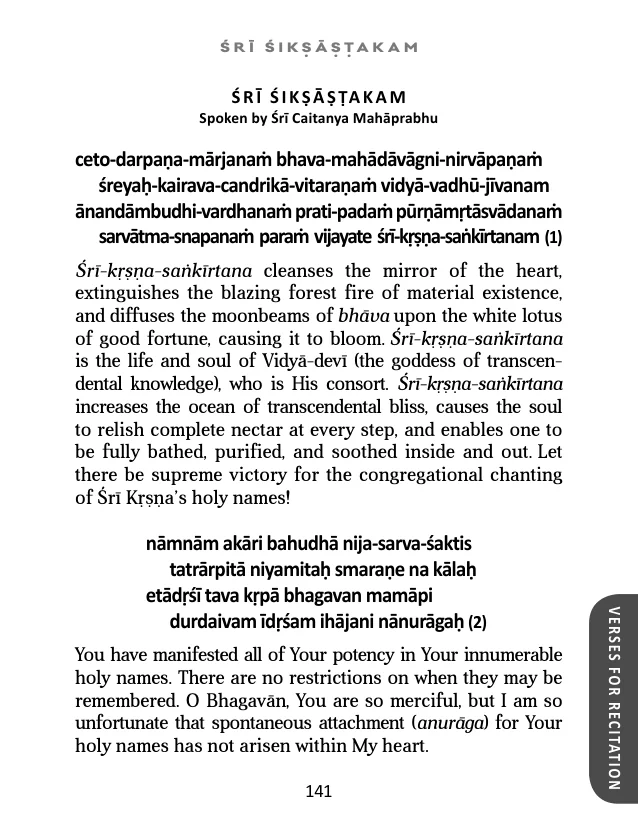 ŚRĪ ŚIKṢĀṢṬAKAM
ŚRĪ ŚIKṢĀṢṬAKAM
Spoken by Śrī Caitanya Mahāprabhu
ceto-darpaṇa-mārjanaṁ bhava-mahādāvāgni-nirvāpaṇaṁ
śreyaḥ-kairava-candrikā-vitaraṇaṁ vidyā-vadhū-jīvanam
ānandāmbudhi-vardhanaṁ prati-padaṁ pūrṇāmṛtāsvādanaṁ
sarvātma-snapanaṁ paraṁ vijayate śrī-kṛṣṇa-saṅkīrtanam (1)
Śrī-kṛṣṇa-saṅkīrtana cleanses the mirror of the heart,
extinguishes the blazing forest fire of material existence,
and diffuses the moonbeams of bhāva upon the white lotus
of good fortune, causing it to bloom. Śrī-kṛṣṇa-saṅkīrtana
is the life and soul of Vidyā-devī (the goddess of transcen-
dental knowledge), who is His consort. Śrī-kṛṣṇa-saṅkīrtana
increases the ocean of transcendental bliss, causes the soul
to relish complete nectar at every step, and enables one to
be fully bathed, purified, and soothed inside and out. Let
there be supreme victory for the congregational chanting
of Śrī Kṛṣṇa's holy names!
nāmnām akāri bahudhā nija-sarva-śaktis
tatrārpitā niyamitaḥ smaraṇe na kālaḥ
etādṛśī tava kṛpā bhagavan mamāpi
durdaivam īdṛśam ihājani nānurāgaḥ (2)
You have manifested all of Your potency in Your innumerable
holy names. There are no restrictions on when they may be
remembered. O Bhagavān, You are so merciful, but I am so
unfortunate that spontaneous attachment (anurāga) for Your
holy names has not arisen within My heart.
VERSES FOR RECITATION
141